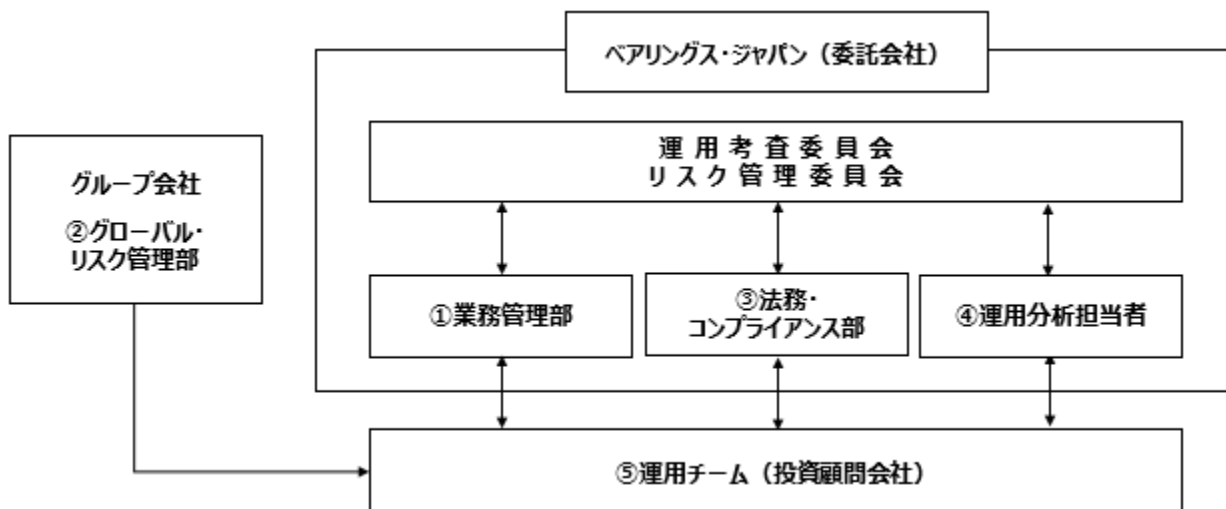 ベアリングス・ジャパン（委託会社）
運用考査委員会
リスク管理委員会
グループ会社
②グローバル・
リスク管理部
①業務管理部
③法務・
コンプライアンス部
④運用分析担当者
⑤運用チーム（投資顧問会社）